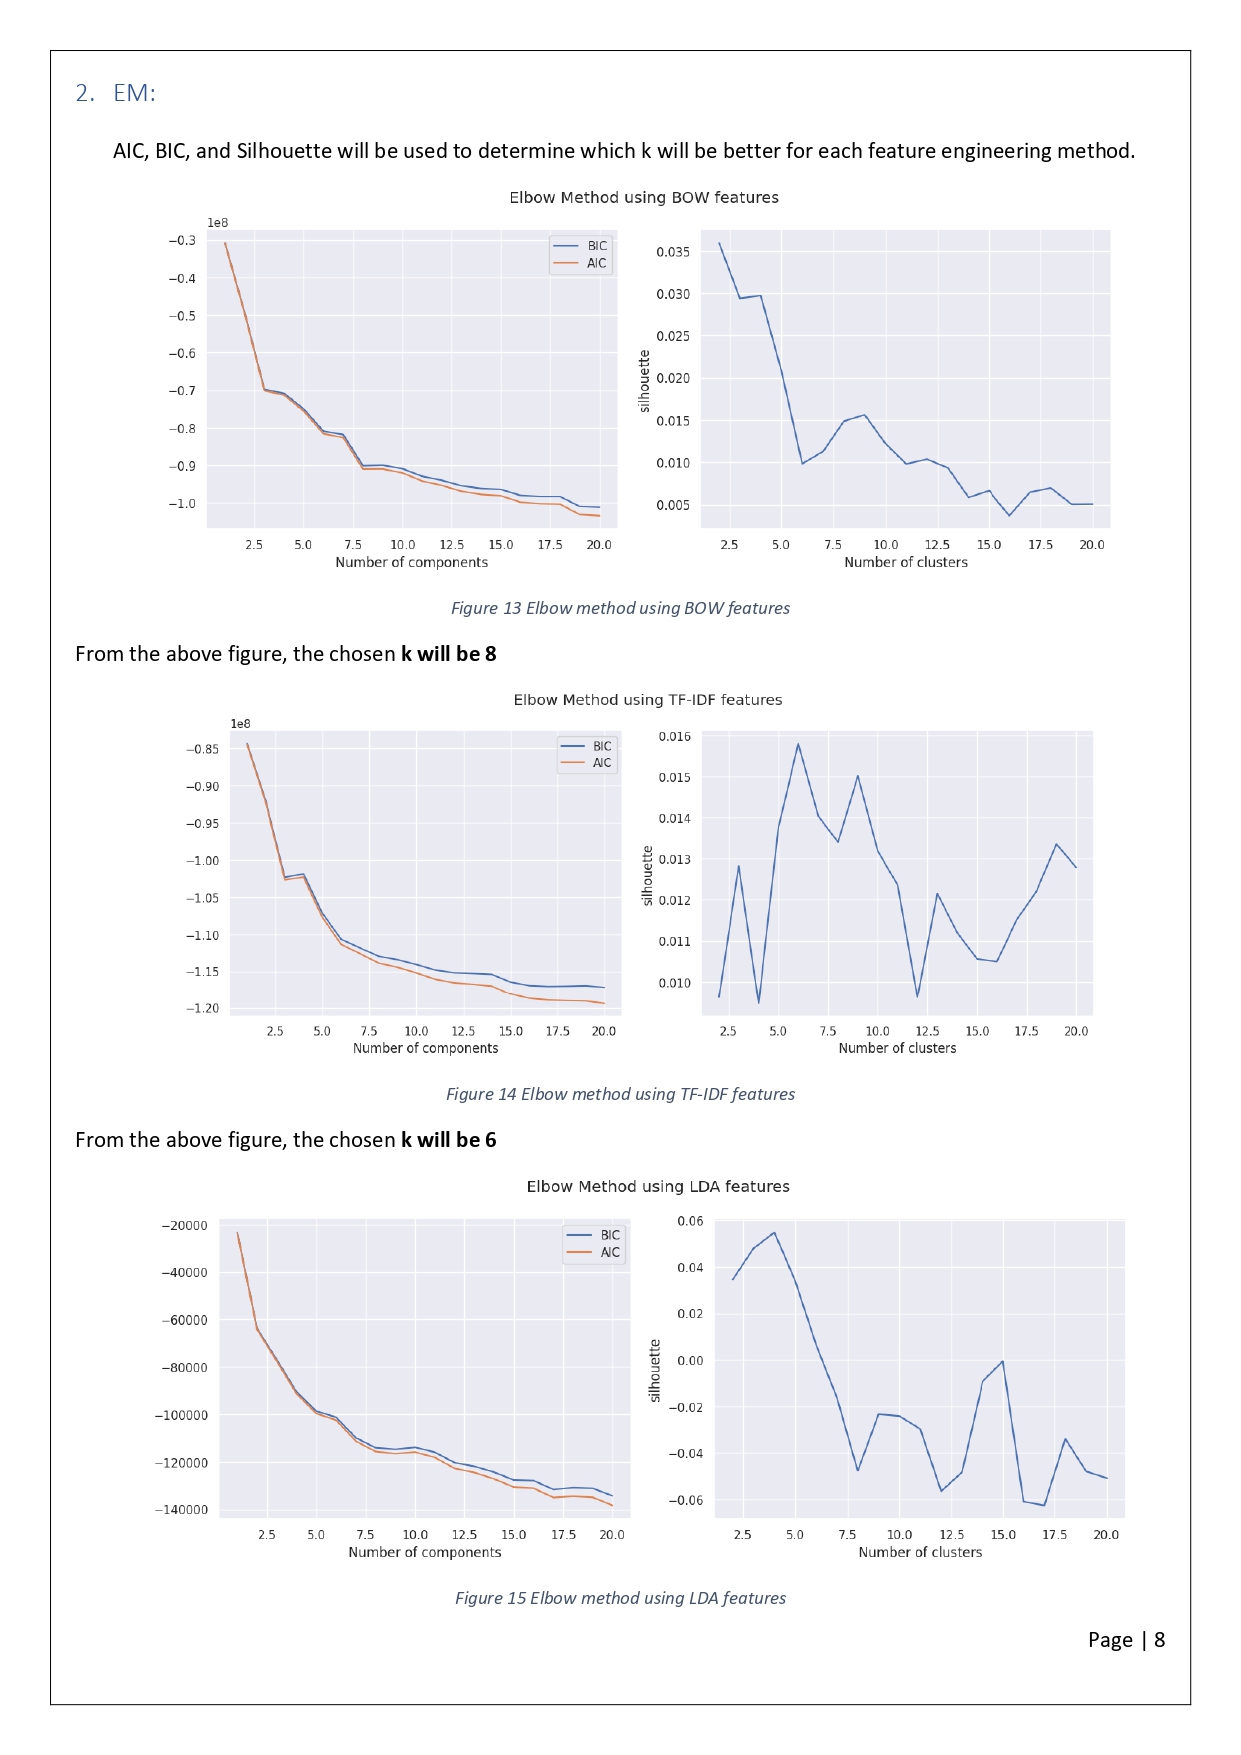 2. EM:
AIC, BIC, and Silhouette will be used to determine which k will be better for each feature engineering method.
Elbow Method using BOW features
1e8
−0.3
−0.4
−0.5
−0.6
−0.7
−0.8
−0.9
−1.0
BIC
AIC
2.5 5.0 7.5 10.0 12.5 15.0 17.5 20.0
Number of components
silhouette
0.035
0.030
0.025
0.020
0.015
0.010
0.005
2.5 5.0 7.5 10.0 12.5 15.0 17.5 20.0
Number of clusters
Figure 13 Elbow method using BOW features
From the above figure, the chosen k will be 8
Elbow Method using TF-IDF features
1e8
−0.85
−0.90
−0.95
−1.00
−1.05
−1.10
−1.15
−1.20
BIC
AIC
2.5 5.0 7.5 10.0 12.5 15.0 17.5 20.0
Number of components
silhouette
0.016
0.015
0.014
0.013
0.012
0.011
0.010
2.5 5.0 7.5 10.0 12.5 15.0 17.5 20.0
Number of clusters
Figure 14 Elbow method using TF-IDF features
From the above figure, the chosen k will be 6
Elbow Method using LDA features
−20000
−40000
−60000
−80000
−100000
−120000
−140000
BIC
AIC
2.5 5.0 7.5 10.0 12.5 15.0 17.5 20.0
Number of components
silhouette
0.06
0.04
0.02
0.00
−0.02
−0.04
−0.06
2.5 5.0 7.5 10.0 12.5 15.0 17.5 20.0
Number of clusters
Figure 15 Elbow method using LDA features
Page | 8